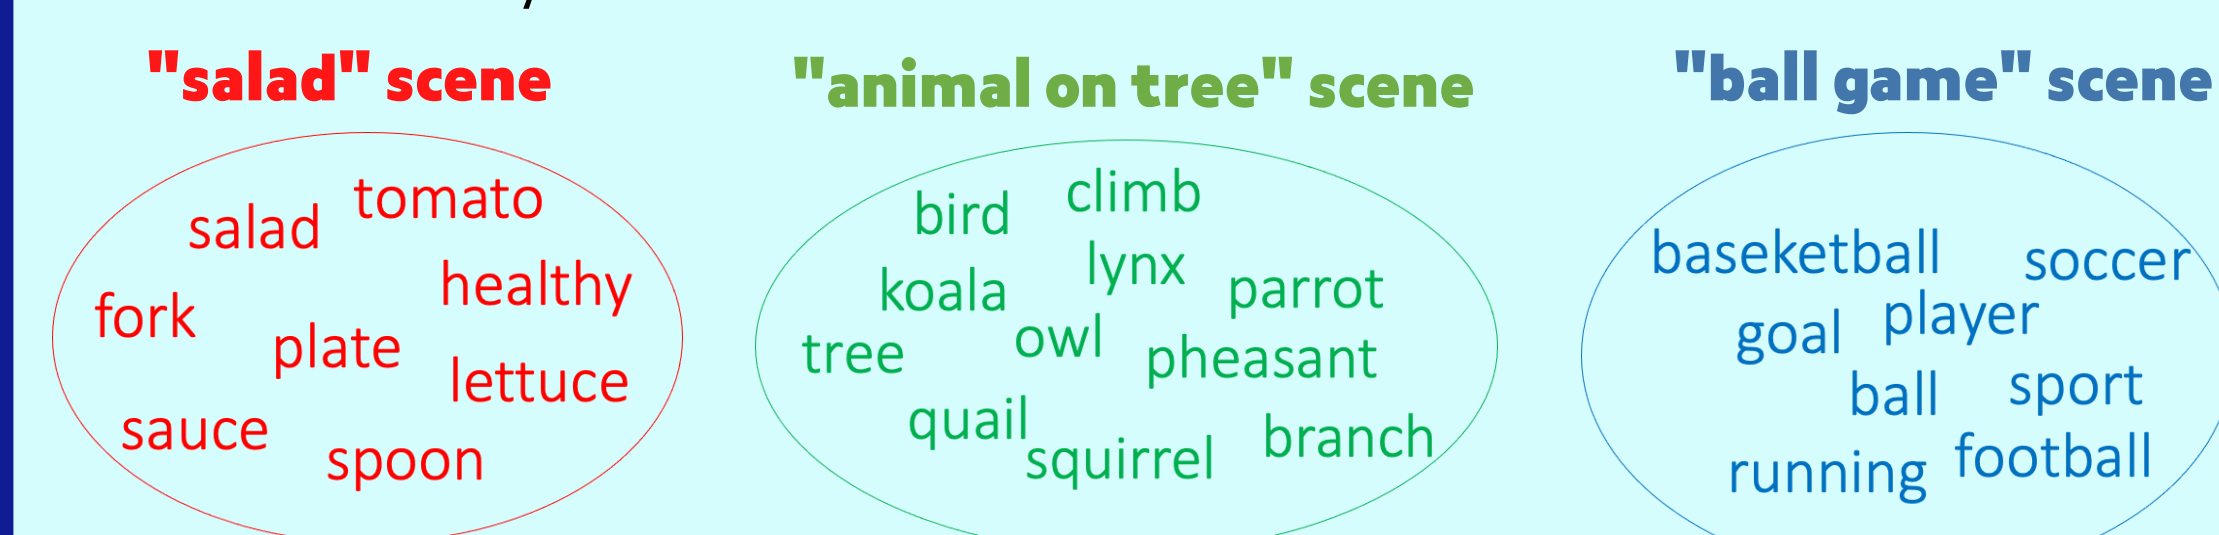 "salad" scene
"animal on tree" scene
"ball game" scene
tomato
salad
healthy
fork
plate
lettuce
sauce
spoon
climb
bird
lynx
koala
parrot
owl
tree
pheasant
quail
branch
squirrel
baseketball
soccer
player
goal
sport
ball
football
running